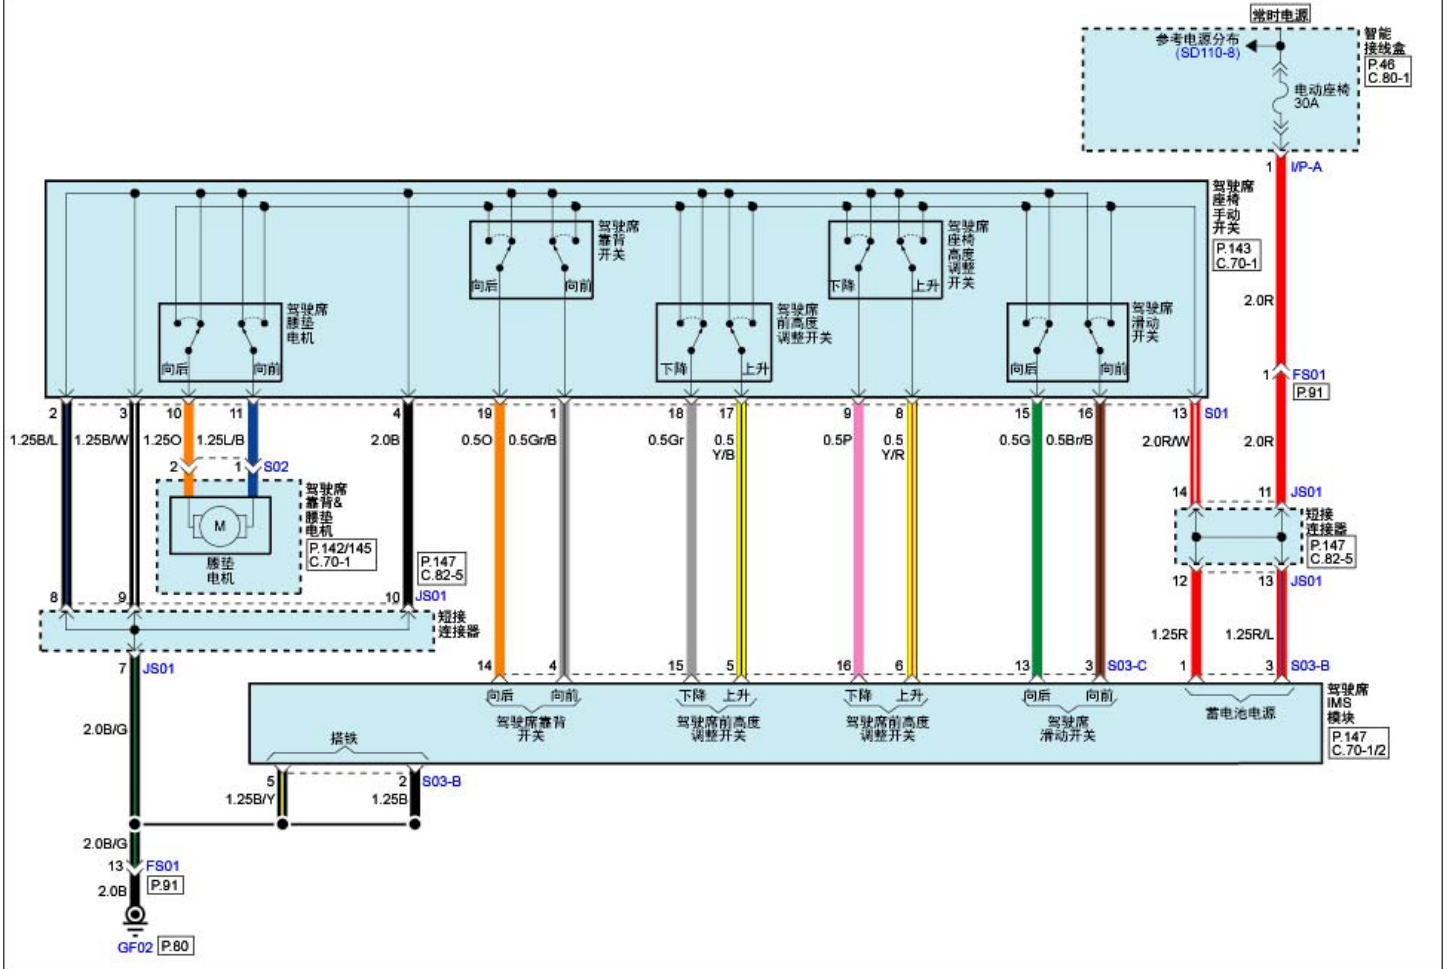 常时电源
参考电源分布
(SD110-8)
智能
接线盒
P.46
C.80-1
电动座椅
30A
1 I/P-A
驾驶席
座椅
手动
开关
P.143
C.70-1
驾驶席
靠背
开关
向后 向前
驾驶席
座椅
高度
调整
开关
下降 上升
驾驶席
腰垫
电机
向后 向前
驾驶席
前高度
调整开关
下降 上升
驾驶席
滑动
开关
向后 向前
2.0R
1 FS01
P.91
2 3 10 11 4 19 1 18 17 9 8 15 16 13 S01
1.25B/L 1.25B/W 1.25O 1.25L/B 2.0B 0.5O 0.5Gr/B 0.5Gr 0.5 Y/B 0.5P 0.5 Y/R 0.5G 0.5Br/B 2.0R/W 2.0R
2 1 S02
驾驶席
靠背&
腰垫
电机
P.142/145
C.70-1
M
腰垫
电机
P.147
C.82-5
14 11 JS01
短接
连接器
P.147
C.82-5
12 13 JS01
8 9 10 JS01
短接
连接器
1.25R 1.25R/L
7 JS01
14 4 15 5 16 6 13 3 S03-C 1 3 S03-B
向后 向前 下降 上升 下降 上升 向后 向前
驾驶席靠背
开关
驾驶席前高度
调整开关
驾驶席前高度
调整开关
驾驶席
滑动开关
蓄电池电源
驾驶席
IMS
模块
P.147
C.70-1/2
2.0B/G
搭铁
5 2 S03-B
1.25B/Y 1.25B
2.0B/G
13 FS01
P.91
2.0B
GF02 P.80